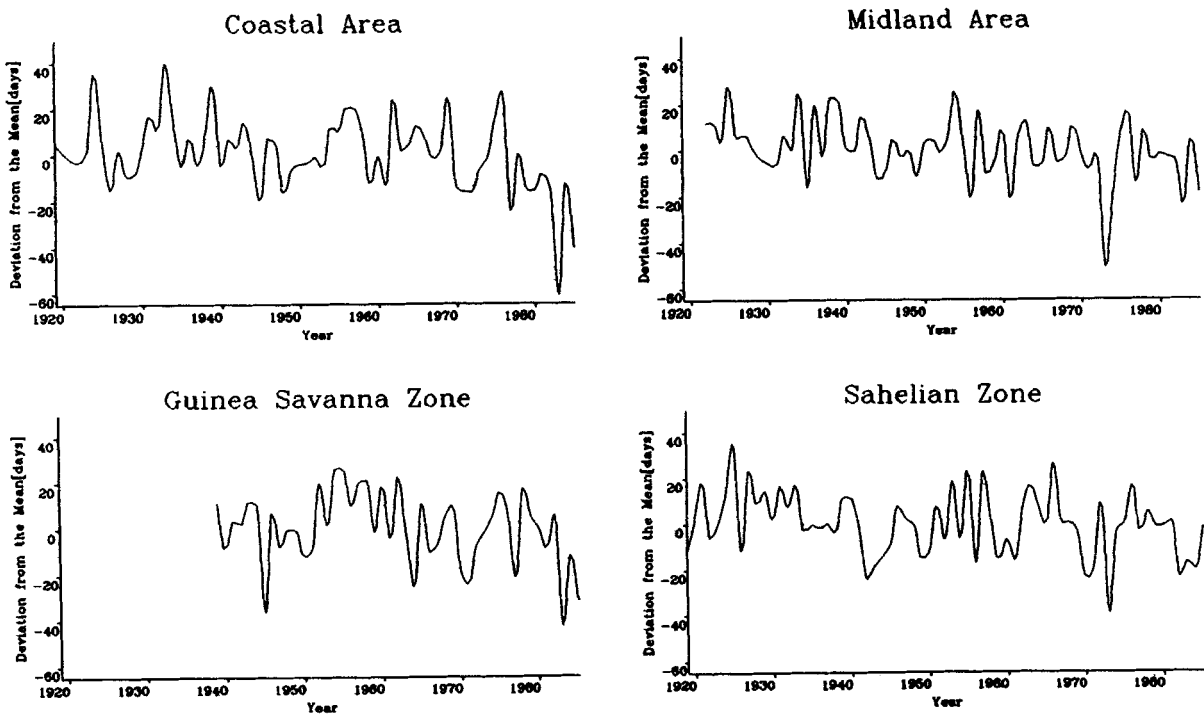 Coastal Area
Deviation from the Mean[days]
40
20
0
-20
-40
-60
1920 1930 1940 1950 1960 1970 1980
Year
Midland Area
Deviation from the Mean[days]
40
20
0
-20
-40
-60
1920 1930 1940 1950 1960 1970 1980
Year
Guinea Savanna Zone
Deviation from the Mean[days]
40
20
0
-20
-40
-60
1920 1930 1940 1950 1960 1970 1980
Year
Sahelian Zone
Deviation from the Mean[days]
40
20
0
-20
-40
-60
1920 1930 1940 1950 1960 1970 1980
Year